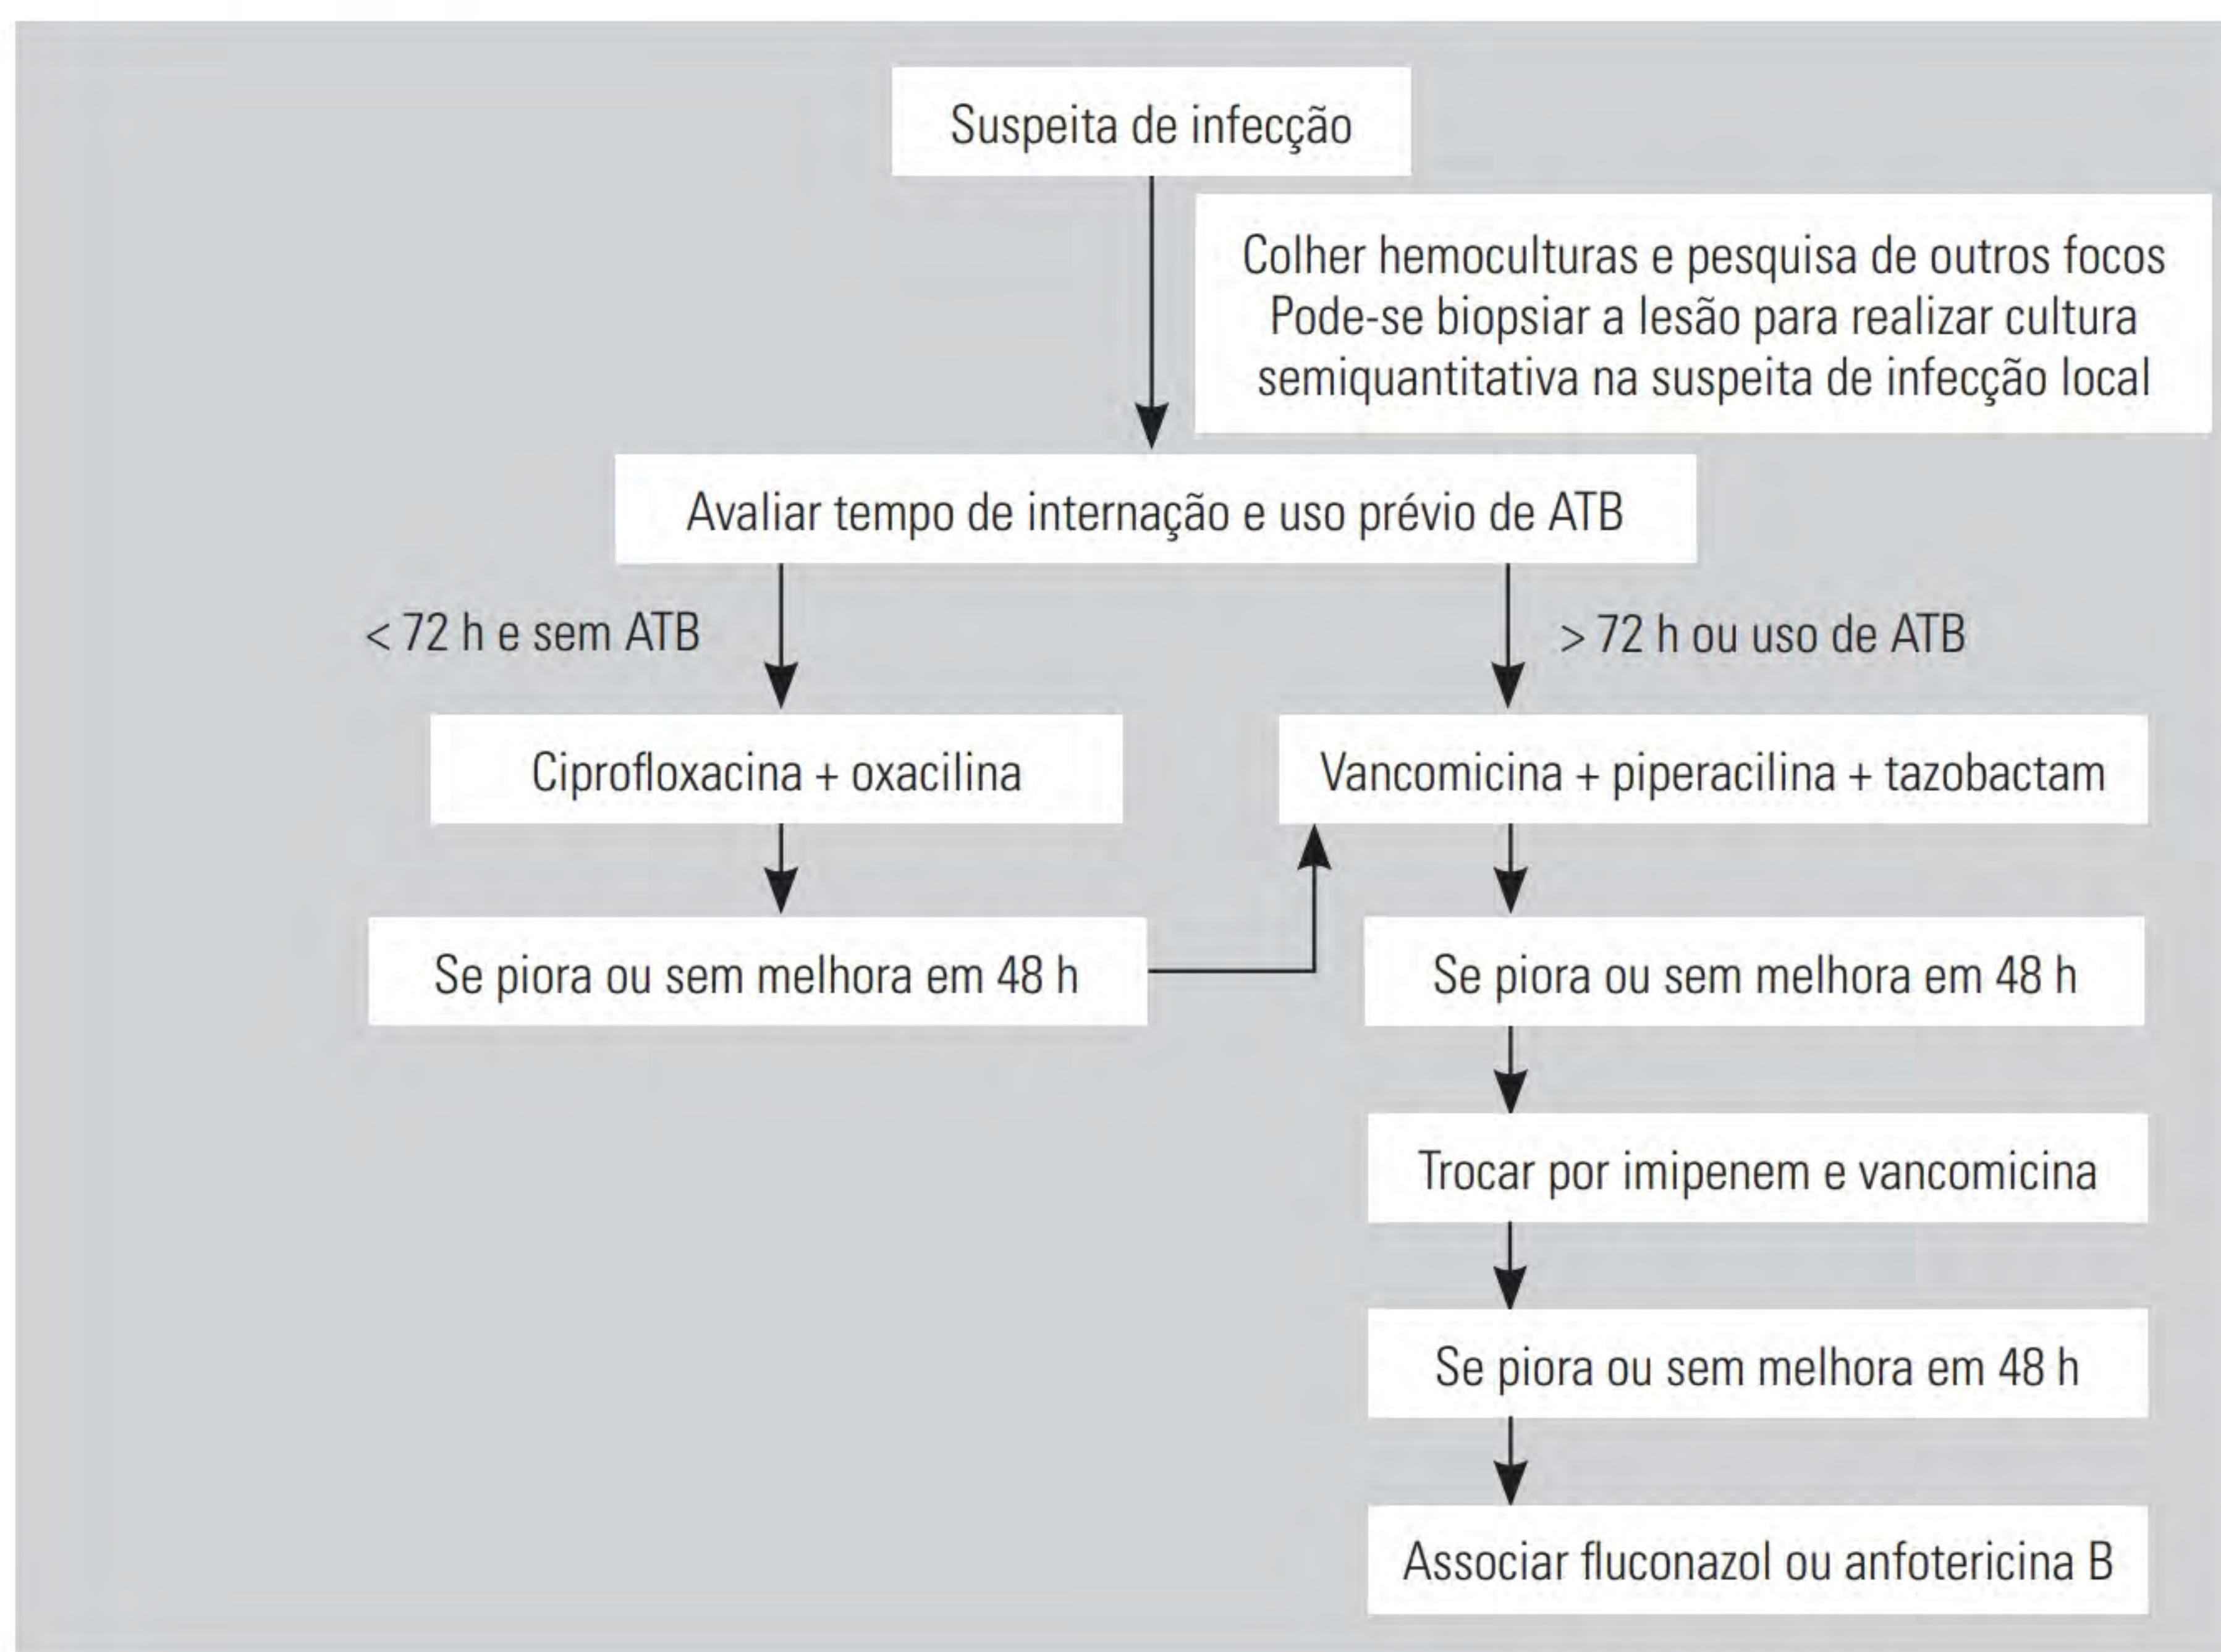 Suspeita de infecção
Colher hemoculturas e pesquisa de outros focos
Pode-se biopsiar a lesão para realizar cultura
semiquantitativa na suspeita de infecção local
Avaliar tempo de internação e uso prévio de ATB
< 72 h e sem ATB
> 72 h ou uso de ATB
Ciprofloxacina + oxacilina
Vancomicina + piperacilina + tazobactam
Se piora ou sem melhora em 48 h
Se piora ou sem melhora em 48 h
Trocar por imipenem e vancomicina
Se piora ou sem melhora em 48 h
Associar fluconazol ou anfotericina B